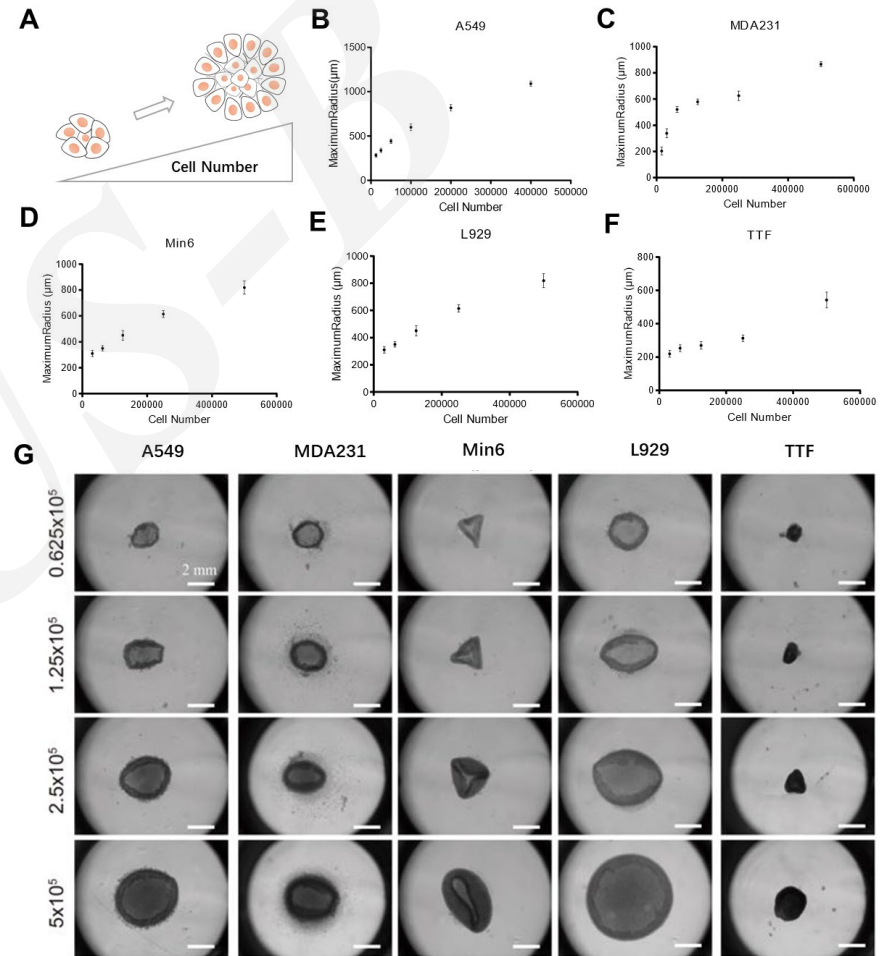 A
Cell Number
B
A549
MaximumRadius(μm)
1500
1000
500
0
0 100000 200000 300000 400000 500000
Cell Number
C
MDA231
MaximumRadius (μm)
1000
800
600
400
200
0
0 200000 400000 600000
Cell Number
D
Min6
MaximumRadius (μm)
1000
800
600
400
200
0
0 200000 400000 600000
Cell Number
E
L929
MaximumRadius (μm)
1000
800
600
400
200
0
0 200000 400000 600000
Cell Number
F
TTF
MaximumRadius (μm)
800
600
400
200
0
0 200000 400000 600000
Cell Number
G
A549 MDA231 Min6 L929 TTF
0.625x10⁵
2 mm
1.25x10⁵
2.5x10⁵
5x10⁵